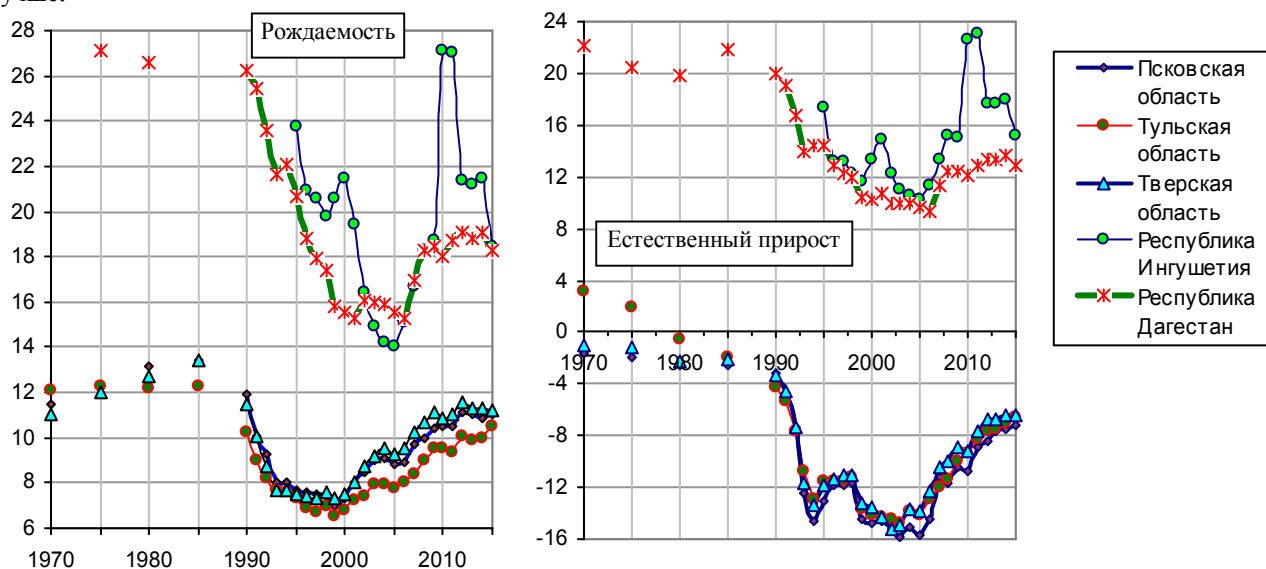 Рождаемость
28
26
24
22
20
18
16
14
12
10
8
6
1970 1980 1990 2000 2010
Естественный прирост
24
20
16
12
8
4
0
-4
-8
-12
-16
1970 1980 1990 2000 2010
Псковская
область
Тульская
область
Тверская
область
Республика
Ингушетия
Республика
Дагестан